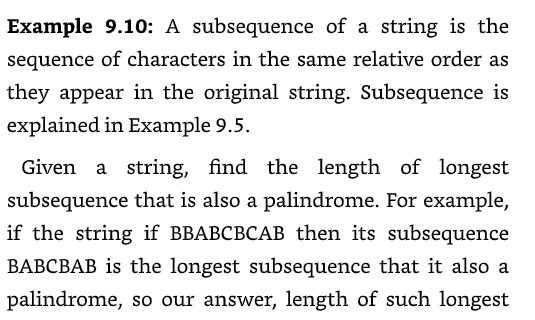 Example 9.10: A subsequence of a string is the
sequence of characters in the same relative order as
they appear in the original string. Subsequence is
explained in Example 9.5.
Given a string, find the length of longest
subsequence that is also a palindrome. For example,
if the string if BBABCBCAB then its subsequence
BABCBAB is the longest subsequence that it also a
palindrome, so our answer, length of such longest